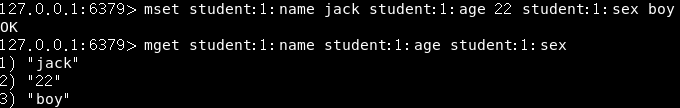 127.0.0.1:6379> mset student:1:name jack student:1:age 22 student:1:sex boy
OK
127.0.0.1:6379> mget student:1:name student:1:age student:1:sex
1) "jack"
2) "22"
3) "boy"